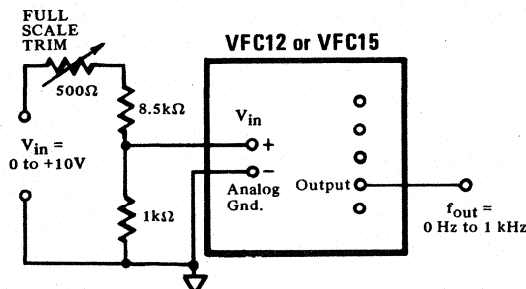 FULL
SCALE
TRIM
VFC12 or VFC15
500Ω
8.5kΩ
Vin
+
Vin =
0 to +10V
−
Analog
Gnd.
Output
1kΩ
fout =
0 Hz to 1 kHz